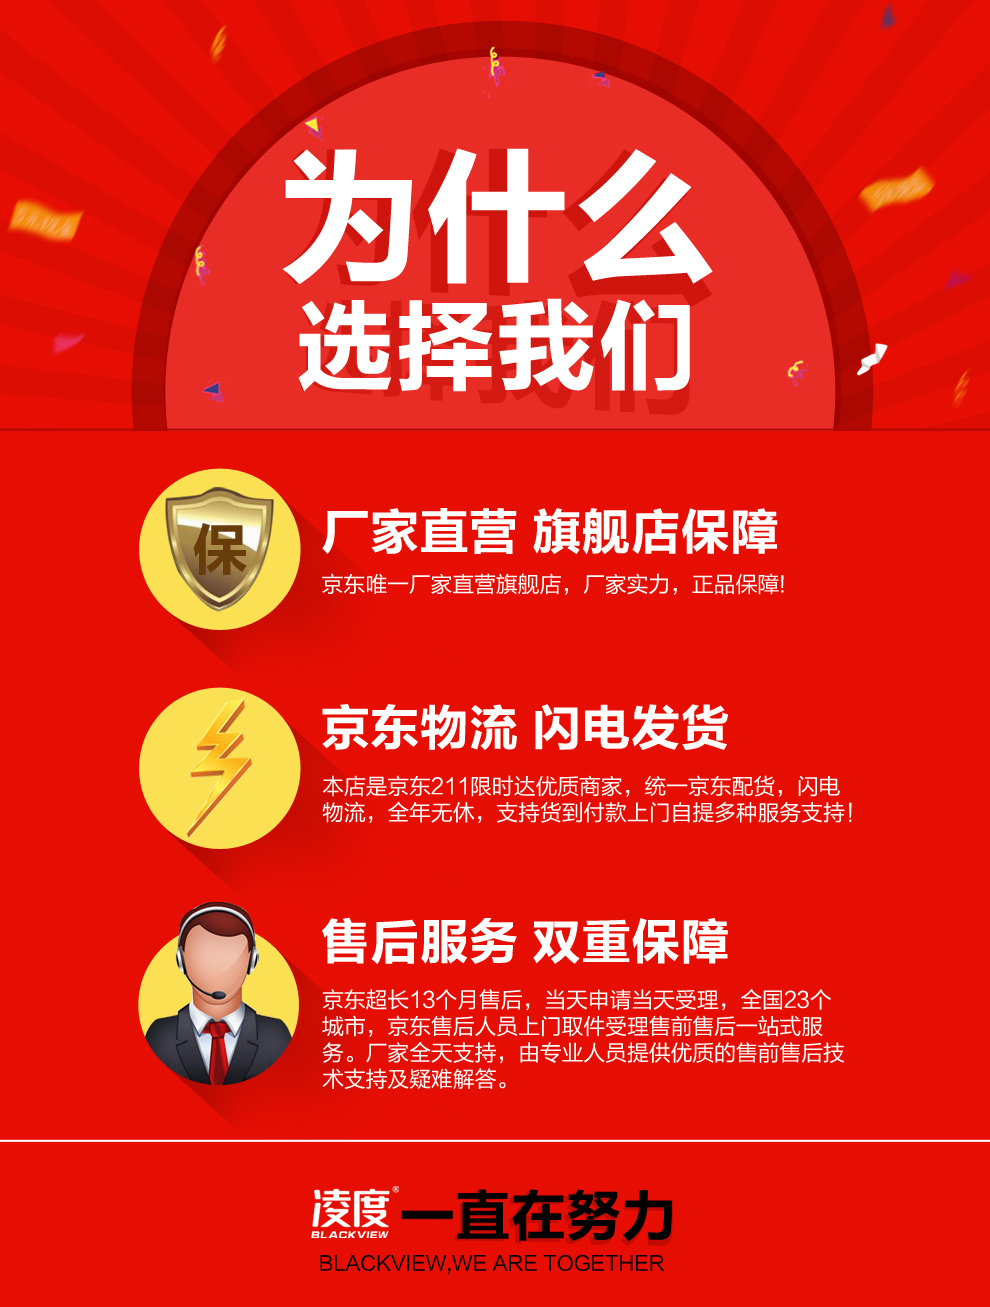 为什么
选择我们
保
厂家直营 旗舰店保障
京东唯一厂家直营旗舰店，厂家实力，正品保障!
京东物流 闪电发货
本店是京东211限时达优质商家，统一京东配货，闪电
物流，全年无休，支持货到付款上门自提多种服务支持！
售后服务 双重保障
京东超长13个月售后，当天申请当天受理，全国23个
城市，京东售后人员上门取件受理售前售后一站式服
务。厂家全天支持，由专业人员提供优质的售前售后技
术支持及疑难解答。
凌度® 一直在努力
BLACKVIEW
BLACKVIEW,WE ARE TOGETHER